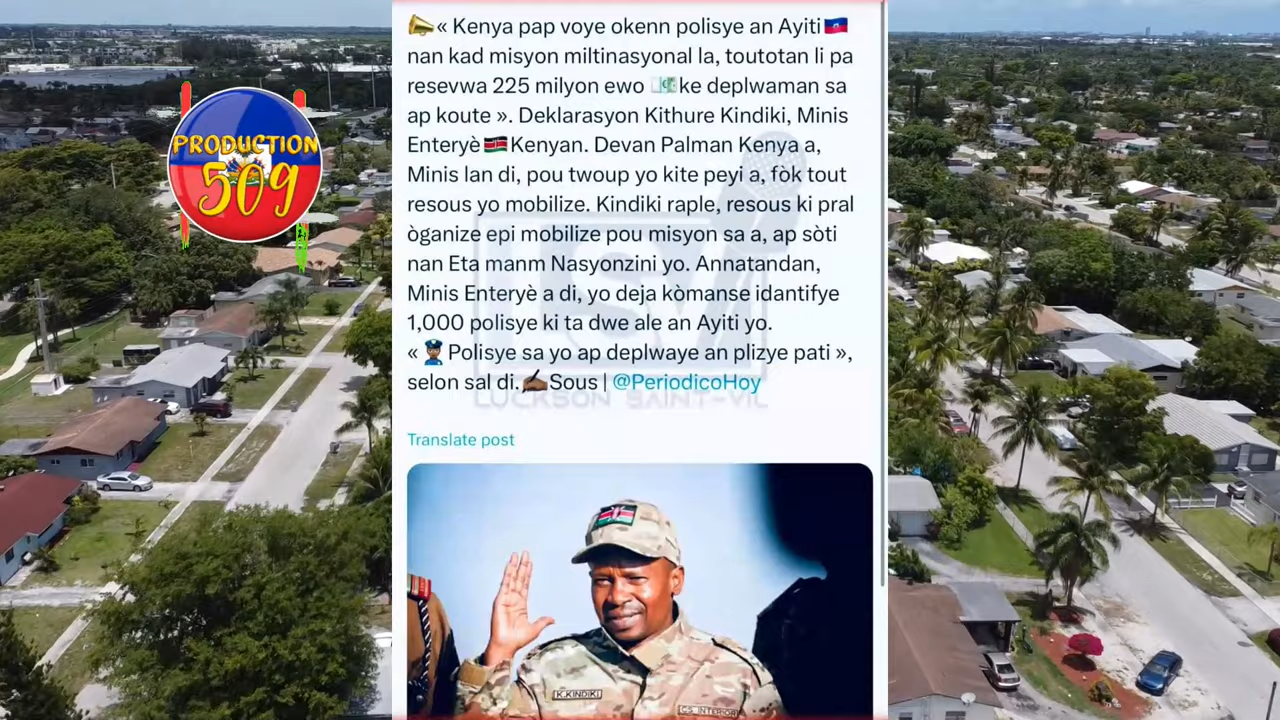 PRODUCTION
509
📣« Kenya pap voye okenn polisye an Ayiti🇭🇹
nan kad misyon miltinasyonal la, toutotan li pa
resevwa 225 milyon ewo 💶ke deplwaman sa
ap koute ». Deklarasyon Kithure Kindiki, Minis
Enteryè🇰🇪Kenyan. Devan Palman Kenya a,
Minis lan di, pou twoup yo kite peyi a, fòk tout
resous yo mobilize. Kindiki raple, resous ki pral
òganize epi mobilize pou misyon sa a, ap sòti
nan Eta manm Nasyonzini yo. Annatandan,
Minis Enteryè a di, yo deja kòmanse idantifye
1,000 polisye ki ta dwe ale an Ayiti yo.
« 👮🏾‍♂️Polisye sa yo ap deplwaye an plizye pati »,
selon sal di.✍🏾Sous | @PeriodicoHoy
LUCKSON SAINT-VIL
Translate post
K.KINDIKI
CS INTERIOR